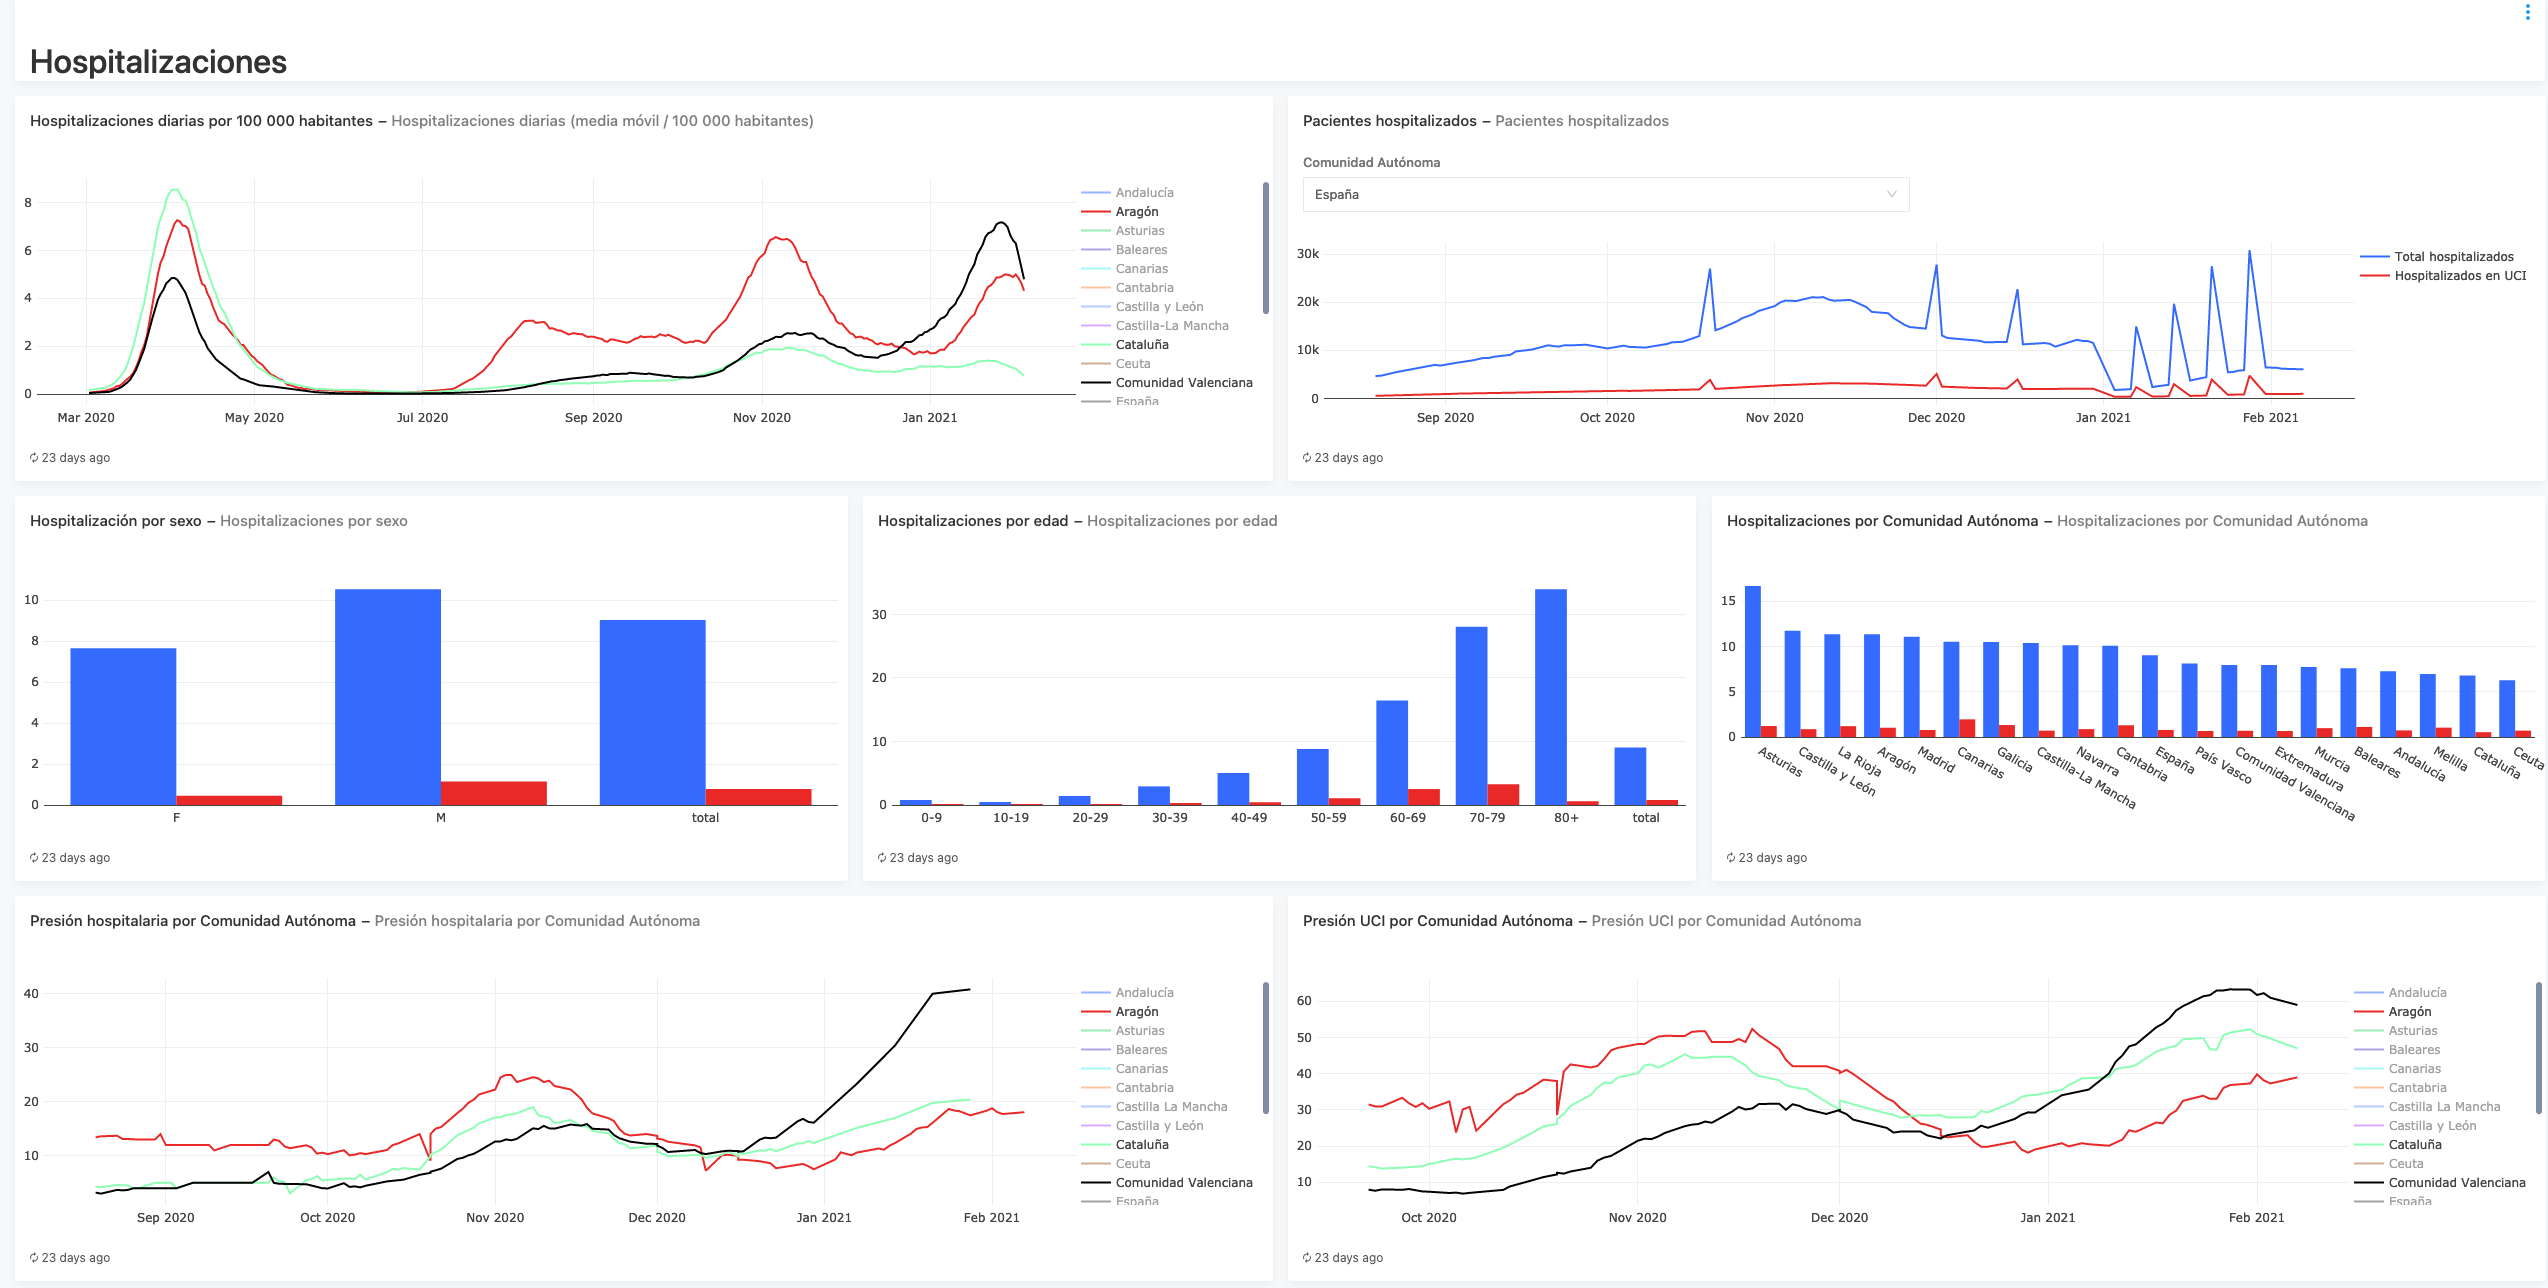 Hospitalizaciones
Hospitalizaciones diarias por 100 000 habitantes – Hospitalizaciones diarias (media móvil / 100 000 habitantes)
8
6
4
2
0
Mar 2020 May 2020 Jul 2020 Sep 2020 Nov 2020 Jan 2021
Andalucía
Aragón
Asturias
Baleares
Canarias
Cantabria
Castilla y León
Castilla-La Mancha
Cataluña
Ceuta
Comunidad Valenciana
España
23 days ago
Pacientes hospitalizados – Pacientes hospitalizados
Comunidad Autónoma
España
30k
20k
10k
0
Sep 2020 Oct 2020 Nov 2020 Dec 2020 Jan 2021 Feb 2021
Total hospitalizados
Hospitalizados en UCI
23 days ago
Hospitalización por sexo – Hospitalizaciones por sexo
10
8
6
4
2
0
F M total
23 days ago
Hospitalizaciones por edad – Hospitalizaciones por edad
30
20
10
0
0-9 10-19 20-29 30-39 40-49 50-59 60-69 70-79 80+ total
23 days ago
Hospitalizaciones por Comunidad Autónoma – Hospitalizaciones por Comunidad Autónoma
15
10
5
0
Asturias
Castilla y León
La Rioja
Aragón
Madrid
Canarias
Galicia
Castilla-La Mancha
Navarra
Cantabria
España
País Vasco
Comunidad Valenciana
Extremadura
Murcia
Baleares
Andalucía
Melilla
Cataluña
Ceuta
23 days ago
Presión hospitalaria por Comunidad Autónoma – Presión hospitalaria por Comunidad Autónoma
40
30
20
10
Sep 2020 Oct 2020 Nov 2020 Dec 2020 Jan 2021 Feb 2021
Andalucía
Aragón
Asturias
Baleares
Canarias
Cantabria
Castilla La Mancha
Castilla y León
Cataluña
Ceuta
Comunidad Valenciana
España
23 days ago
Presión UCI por Comunidad Autónoma – Presión UCI por Comunidad Autónoma
60
50
40
30
20
10
Oct 2020 Nov 2020 Dec 2020 Jan 2021 Feb 2021
Andalucía
Aragón
Asturias
Baleares
Canarias
Cantabria
Castilla La Mancha
Castilla y León
Cataluña
Ceuta
Comunidad Valenciana
España
23 days ago